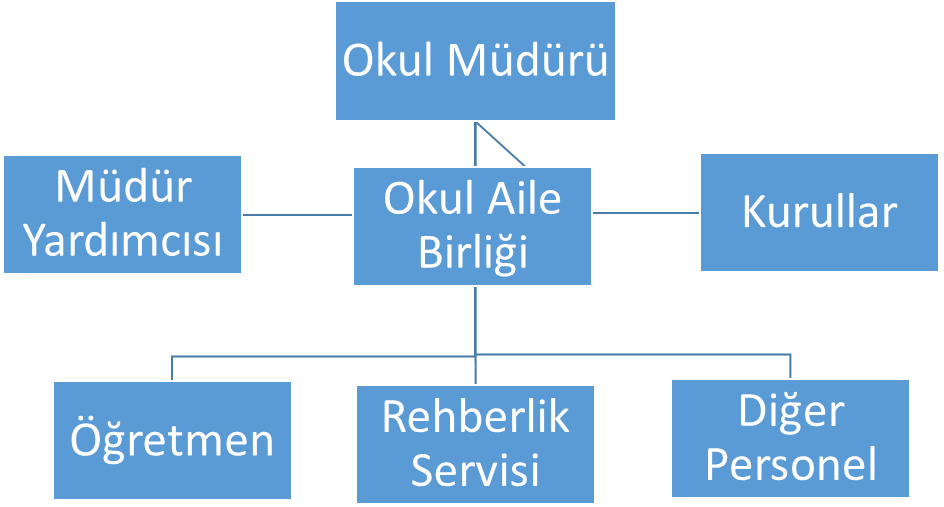 Okul Müdürü
Müdür
Yardımcısı
Okul Aile
Birliği
Kurullar
Öğretmen
Rehberlik
Servisi
Diğer
Personel